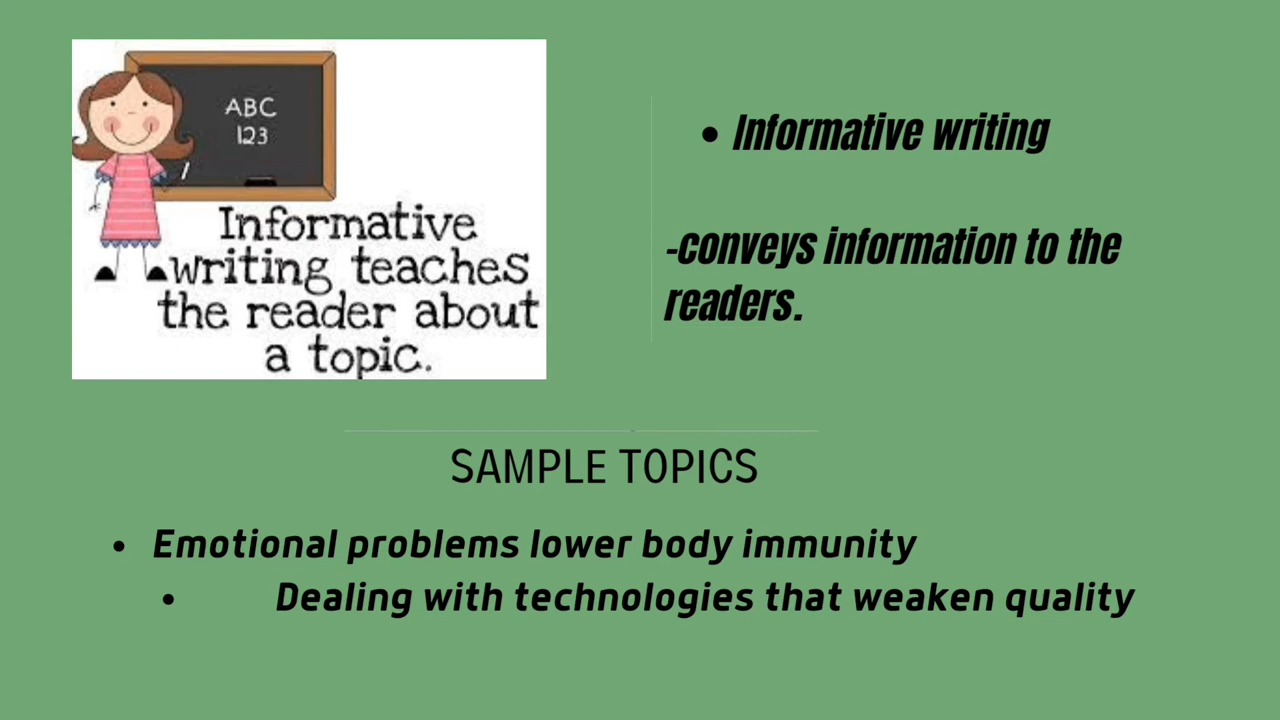 ABC
123
Informative
writing teaches
the reader about
a topic.
• Informative writing
-conveys information to the
readers.
SAMPLE TOPICS
• Emotional problems lower body immunity
• Dealing with technologies that weaken quality